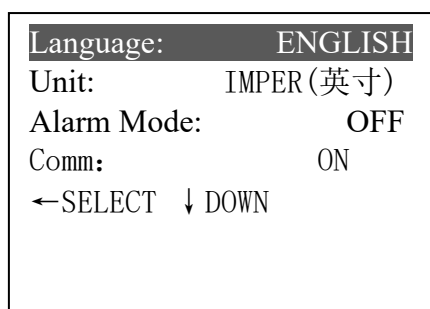 Language: ENGLISH
Unit: IMPER(英寸)
Alarm Mode: OFF
Comm： ON
←SELECT ↓DOWN